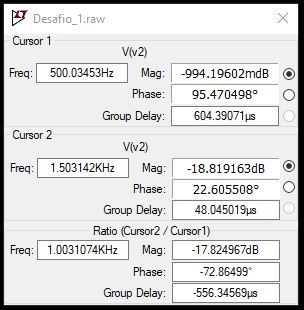 Desafio_1.raw
Cursor 1
V(v2)
Freq: 500.03453Hz Mag: -994.19602mdB
Phase: 95.470498°
Group Delay: 604.39071µs
Cursor 2
V(v2)
Freq: 1.503142KHz Mag: -18.819163dB
Phase: 22.605508°
Group Delay: 48.045019µs
Ratio (Cursor2 / Cursor1)
Freq: 1.0031074KHz Mag: -17.824967dB
Phase: -72.86499°
Group Delay: -556.34569µs